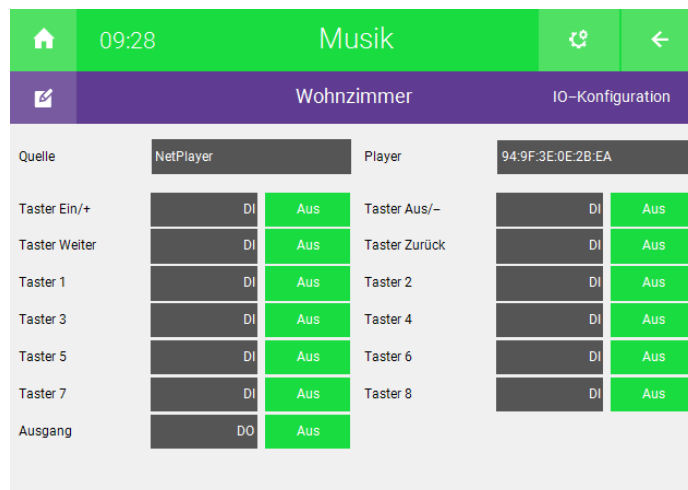 09:28 Musik
Wohnzimmer IO-Konfiguration
Quelle NetPlayer Player 94:9F:3E:0E:2B:EA
Taster Ein/+ DI Aus Taster Aus/- DI Aus
Taster Weiter DI Aus Taster Zurück DI Aus
Taster 1 DI Aus Taster 2 DI Aus
Taster 3 DI Aus Taster 4 DI Aus
Taster 5 DI Aus Taster 6 DI Aus
Taster 7 DI Aus Taster 8 DI Aus
Ausgang DO Aus